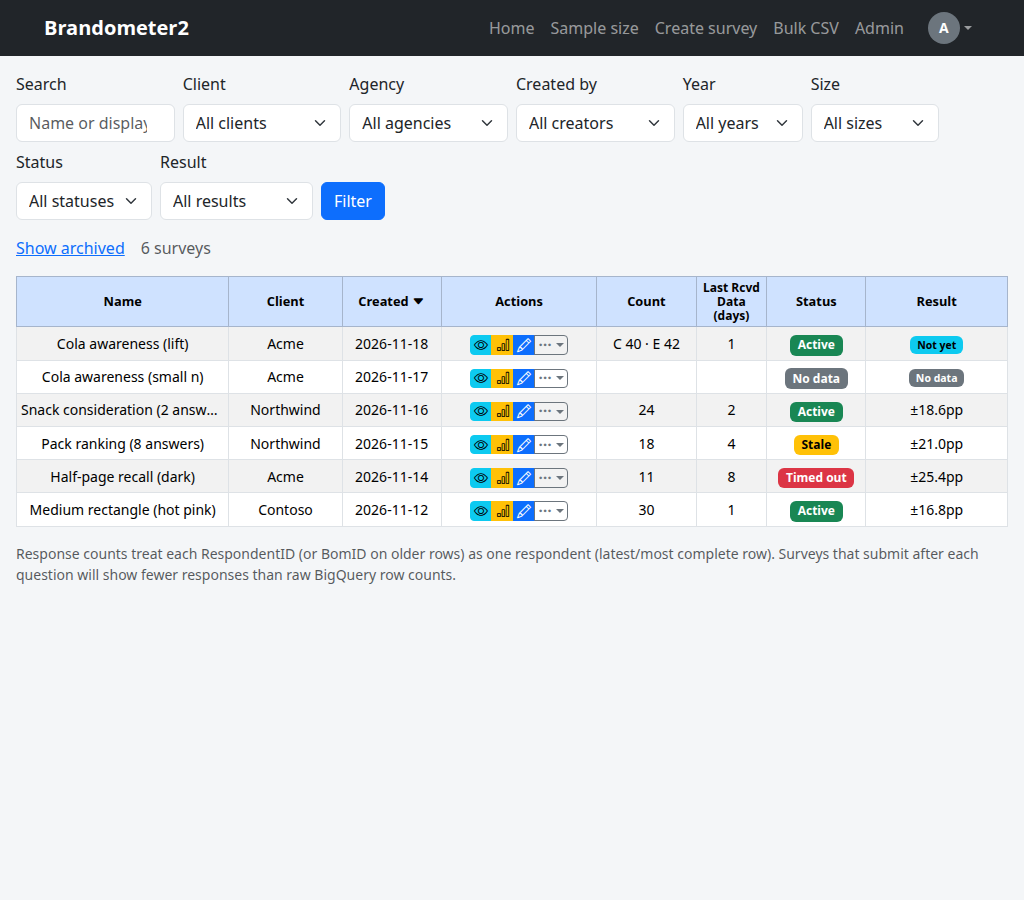 Brandometer2 Home Sample size Create survey Bulk CSV Admin A
Search Client Agency Created by Year Size
Name or display All clients All agencies All creators All years All sizes
Status Result
All statuses All results Filter
Show archived 6 surveys
Name Client Created Actions Count Last Rcvd Data (days) Status Result
Cola awareness (lift) Acme 2026-11-18 C 40 · E 42 1 Active Not yet
Cola awareness (small n) Acme 2026-11-17 No data No data
Snack consideration (2 answ... Northwind 2026-11-16 24 2 Active ±18.6pp
Pack ranking (8 answers) Northwind 2026-11-15 18 4 Stale ±21.0pp
Half-page recall (dark) Acme 2026-11-14 11 8 Timed out ±25.4pp
Medium rectangle (hot pink) Contoso 2026-11-12 30 1 Active ±16.8pp
Response counts treat each RespondentID (or BomID on older rows) as one respondent (latest/most complete row). Surveys that submit after each
question will show fewer responses than raw BigQuery row counts.